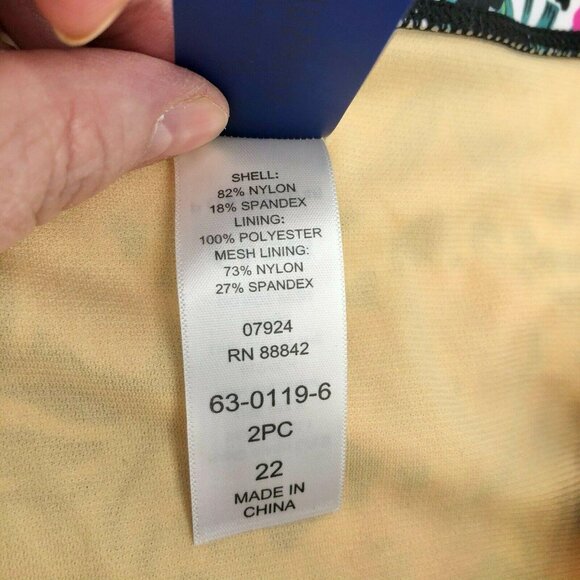 SHELL:
82% NYLON
18% SPANDEX
LINING:
100% POLYESTER
MESH LINING:
73% NYLON
27% SPANDEX
07924
RN 88842
63-0119-6
2PC
22
MADE IN
CHINA